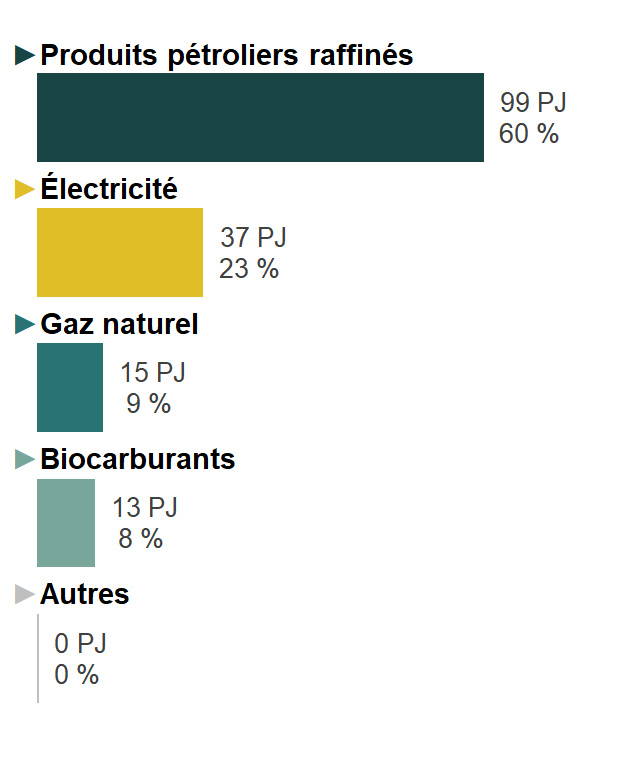 Produits pétroliers raffinés
99 PJ
60 %
Électricité
37 PJ
23 %
Gaz naturel
15 PJ
9 %
Biocarburants
13 PJ
8 %
Autres
0 PJ
0 %